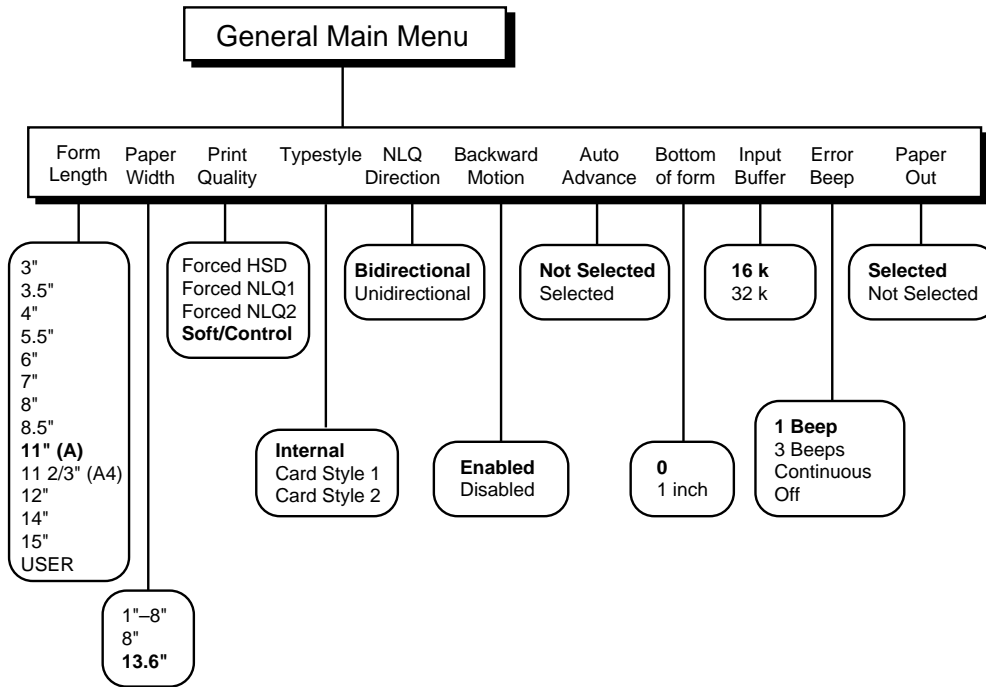 General Main Menu
Form Length
Paper Width
Print Quality
Typestyle
NLQ Direction
Backward Motion
Auto Advance
Bottom of form
Input Buffer
Error Beep
Paper Out
3"
3.5"
4"
5.5"
6"
7"
8"
8.5"
11" (A)
11 2/3" (A4)
12"
14"
15"
USER
1"–8"
8"
13.6"
Forced HSD
Forced NLQ1
Forced NLQ2
Soft/Control
Internal
Card Style 1
Card Style 2
Bidirectional
Unidirectional
Enabled
Disabled
Not Selected
Selected
0
1 inch
16 k
32 k
1 Beep
3 Beeps
Continuous
Off
Selected
Not Selected